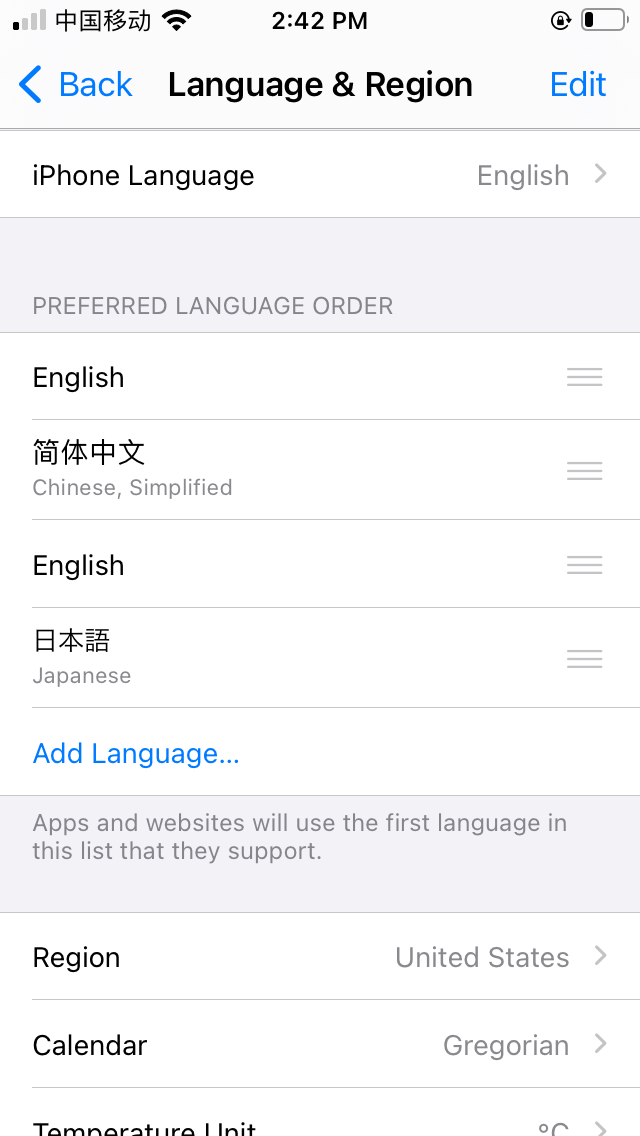 中国移动 2:42 PM
Back Language & Region Edit
iPhone Language English
PREFERRED LANGUAGE ORDER
English
简体中文
Chinese, Simplified
English
日本語
Japanese
Add Language...
Apps and websites will use the first language in
this list that they support.
Region United States
Calendar Gregorian
Temperature Unit °C